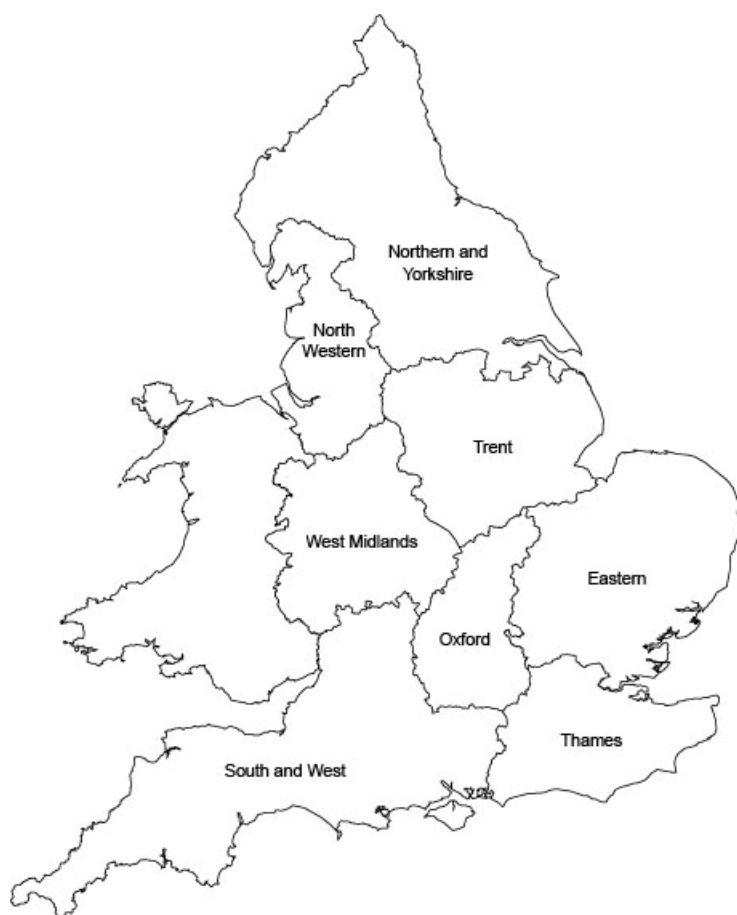 Northern and
Yorkshire
North
Western
Trent
West Midlands
Eastern
Oxford
Thames
South and West